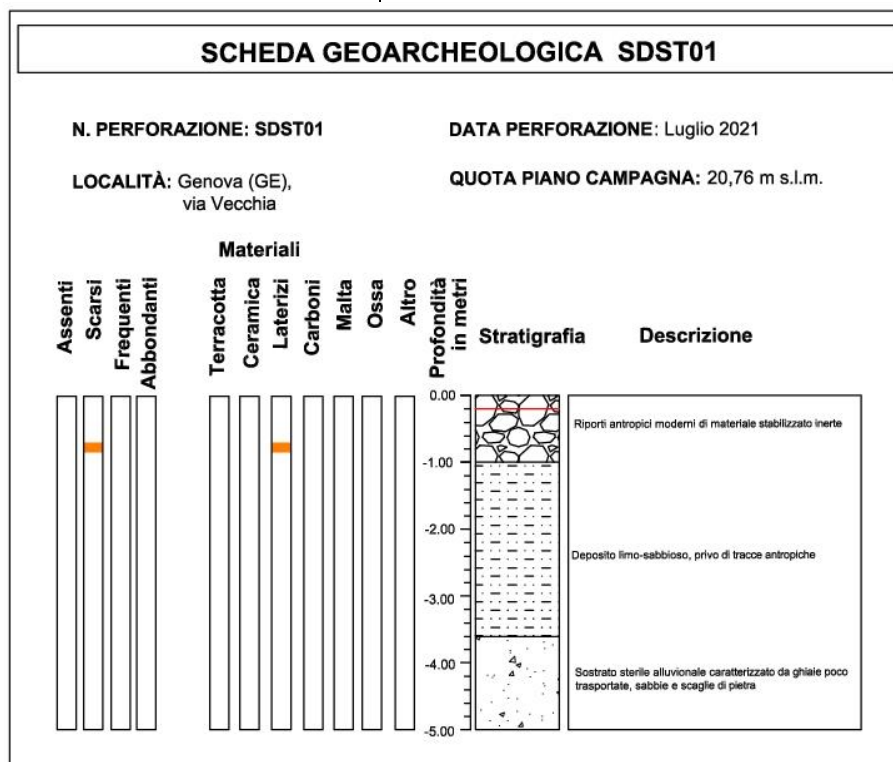 SCHEDA GEOARCHEOLOGICA SDST01
N. PERFORAZIONE: SDST01
DATA PERFORAZIONE: Luglio 2021
LOCALITÀ: Genova (GE),
via Vecchia
QUOTA PIANO CAMPAGNA: 20,76 m s.l.m.
Materiali
Assenti
Scarsi
Frequenti
Abbondanti
Terracotta
Ceramica
Laterizi
Carboni
Malta
Ossa
Altro
Profondità
in metri
Stratigrafia
Descrizione
0.00
Riporti antropici moderni di materiale stabilizzato inerte
-1.00
-2.00
Deposito limo-sabbioso, privo di tracce antropiche
-3.00
-4.00
Sostrato sterile alluvionale caratterizzato da ghiaie poco
trasportate, sabbie e scaglie di pietra
-5.00